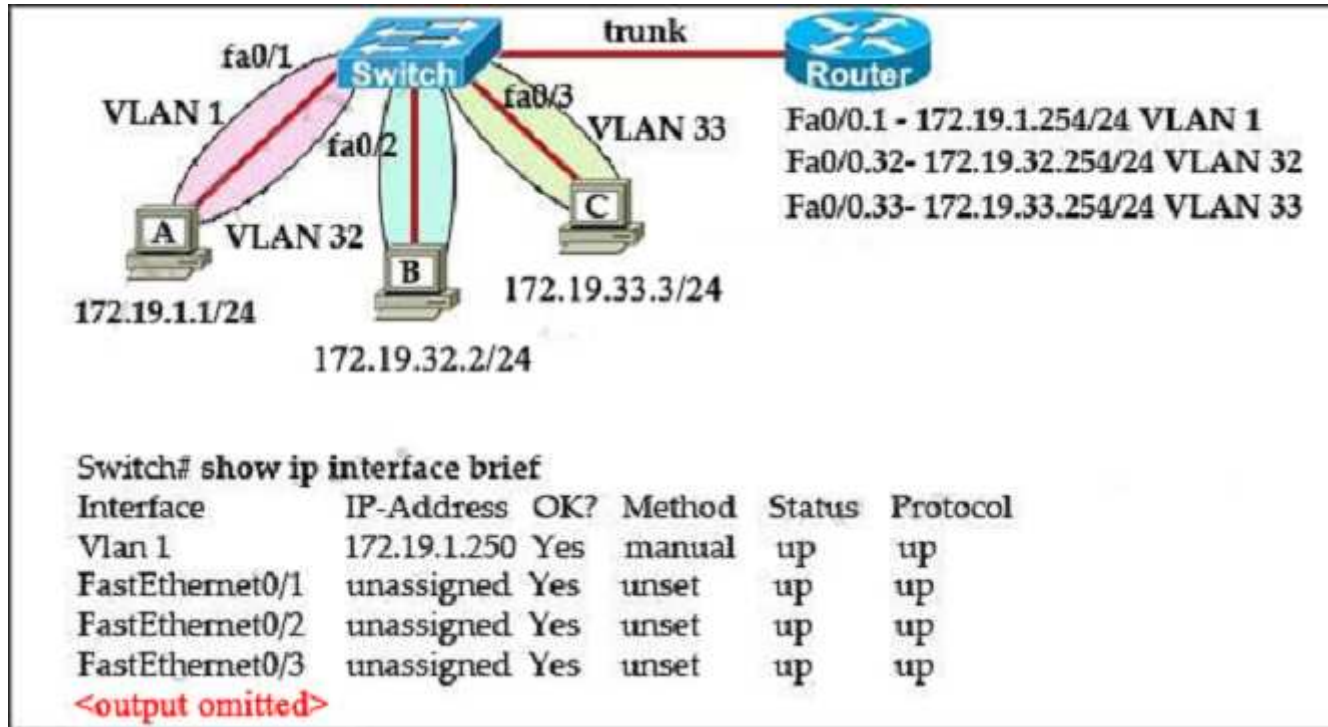 trunk
fa0/1
Switch
Router
fa0/3
VLAN 1
VLAN 33
fa0/2
Fa0/0.1 - 172.19.1.254/24 VLAN 1
Fa0/0.32- 172.19.32.254/24 VLAN 32
Fa0/0.33- 172.19.33.254/24 VLAN 33
A
VLAN 32
C
B
172.19.33.3/24
172.19.1.1/24
172.19.32.2/24
Switch# show ip interface brief
Interface IP-Address OK? Method Status Protocol
Vlan 1 172.19.1.250 Yes manual up up
FastEthernet0/1 unassigned Yes unset up up
FastEthernet0/2 unassigned Yes unset up up
FastEthernet0/3 unassigned Yes unset up up
<output omitted>